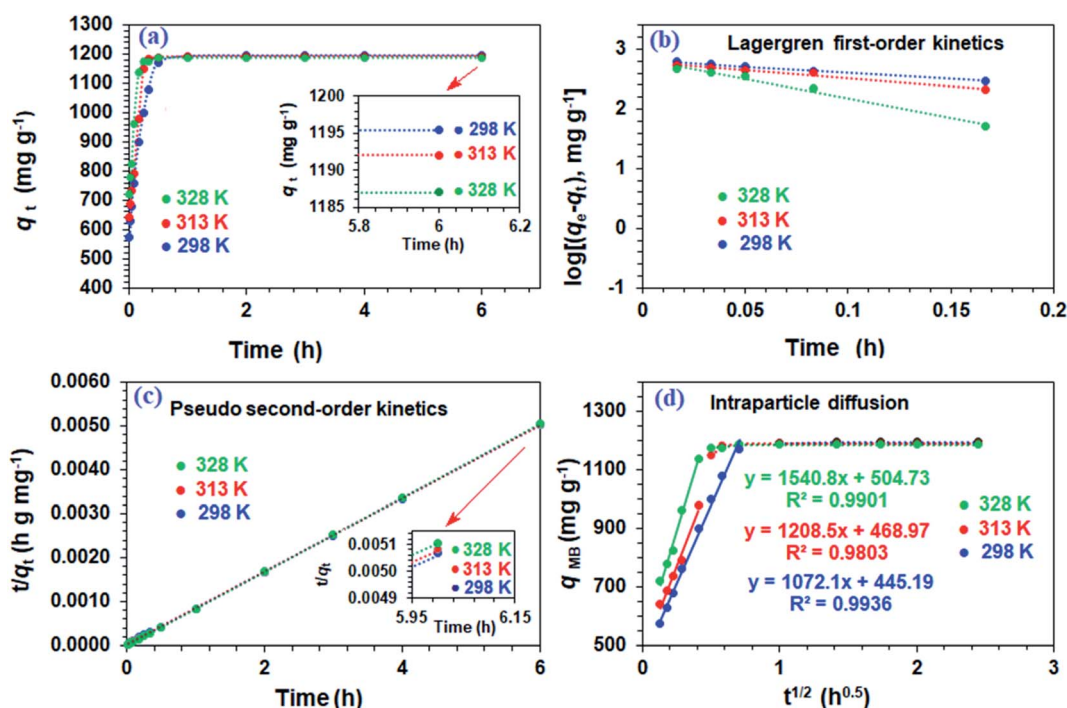 (a)
1300
1200
1100
1000
900
800
700
600
500
400
q t (mg g-1)
0 1 2 3 4 5 6
Time (h)
328 K
313 K
298 K
1200
1195
1190
1185
q t (mg g-1)
5.8 6 6.2
Time (h)
298 K
313 K
328 K
(b)
Lagergren first-order kinetics
3
2
1
0
-1
log[(qe-qt), mg g-1]
0 0.05 0.1 0.15 0.2
Time (h)
328 K
313 K
298 K
(c)
Pseudo second-order kinetics
0.0060
0.0050
0.0040
0.0030
0.0020
0.0010
0.0000
t/qt (h g mg-1)
0 2 4 6
Time (h)
328 K
313 K
298 K
0.0051
0.0050
0.0049
t/qt
5.95 6.15
Time (h)
328 K
313 K
298 K
(d)
Intraparticle diffusion
1300
1100
900
700
500
q MB (mg g-1)
0 1 2 3
t1/2 (h0.5)
y = 1540.8x + 504.73
R² = 0.9901
y = 1208.5x + 468.97
R² = 0.9803
y = 1072.1x + 445.19
R² = 0.9936
328 K
313 K
298 K